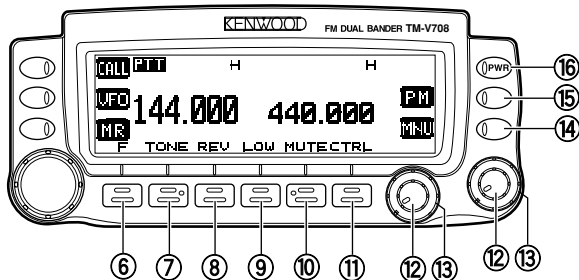 KENWOOD FM DUAL BANDER TM-V708
CALL PTT H H PWR ⑯
VFO 144.000 440.000 PM ⑮
MR MNU ⑭
F TONE REV LOW MUTE CTRL
⑥ ⑦ ⑧ ⑨ ⑩ ⑪ ⑫ ⑬ ⑫ ⑬